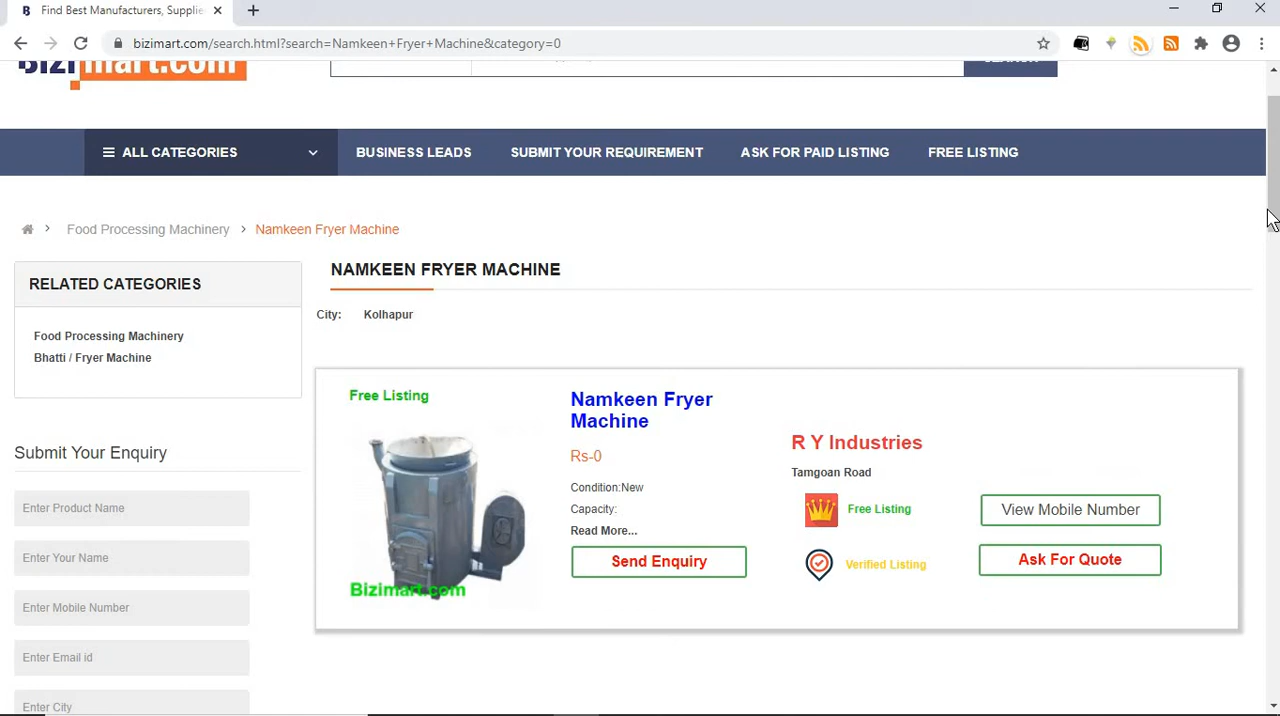 Find Best Manufacturers, Supplie
bizimart.com/search.html?search=Namkeen+Fryer+Machine&category=0
Bizimart.com
SEARCH
ALL CATEGORIES
BUSINESS LEADS
SUBMIT YOUR REQUIREMENT
ASK FOR PAID LISTING
FREE LISTING
Food Processing Machinery
Namkeen Fryer Machine
RELATED CATEGORIES
Food Processing Machinery
Bhatti / Fryer Machine
Submit Your Enquiry
Enter Product Name
Enter Your Name
Enter Mobile Number
Enter Email id
Enter City
NAMKEEN FRYER MACHINE
City: Kolhapur
Free Listing
Bizimart.com
Namkeen Fryer
Machine
Rs-0
Condition:New
Capacity:
Read More...
Send Enquiry
R Y Industries
Tamgoan Road
Free Listing
Verified Listing
View Mobile Number
Ask For Quote